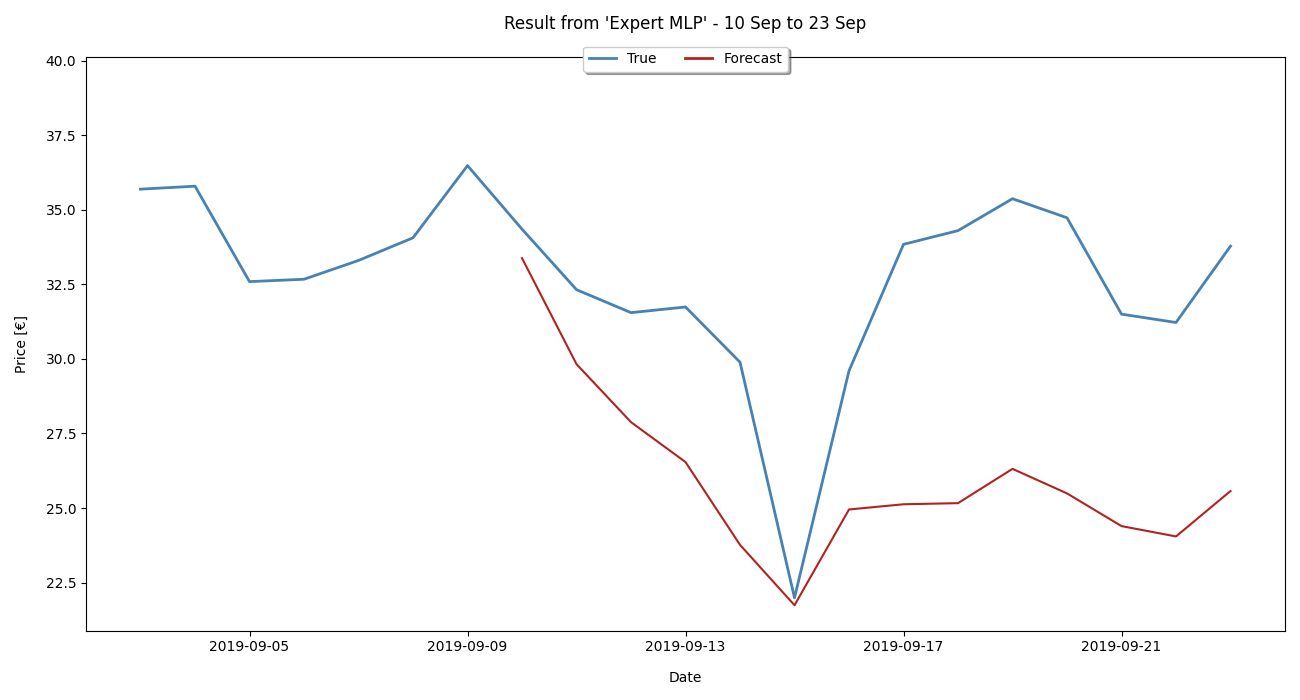 Result from 'Expert MLP' - 10 Sep to 23 Sep
True Forecast
40.0
37.5
35.0
32.5
30.0
27.5
25.0
22.5
Price [€]
2019-09-05 2019-09-09 2019-09-13 2019-09-17 2019-09-21
Date